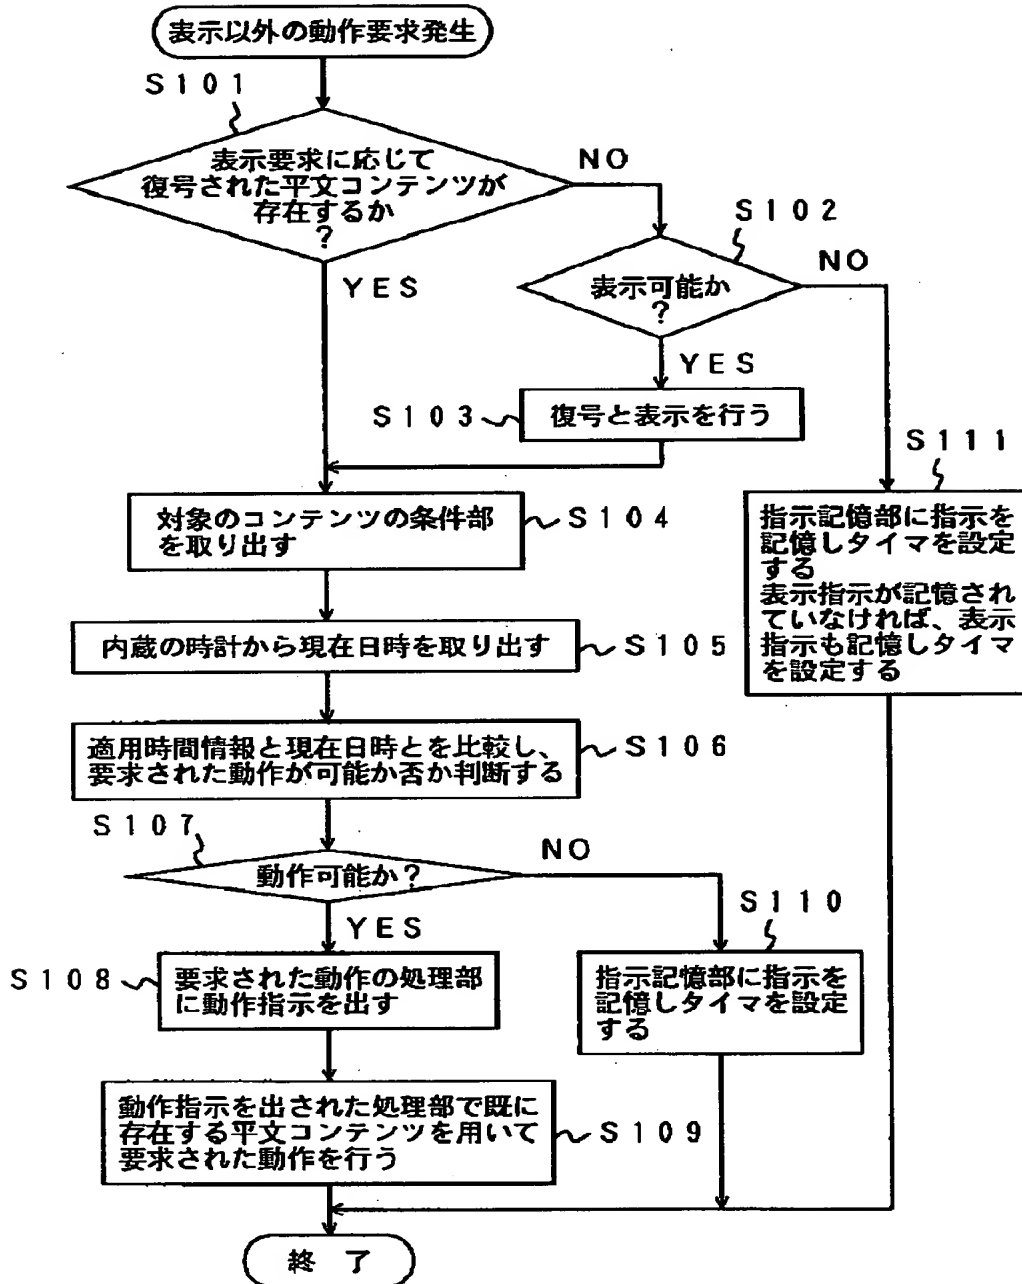 表示以外の動作要求発生
S101
表示要求に応じて
復号された平文コンテンツが
存在するか
?
NO
YES
S102
表示可能か
?
NO
YES
S103
復号と表示を行う
S111
指示記憶部に指示を
記憶しタイマを設定
する
表示指示が記憶され
ていなければ、表示
指示も記憶しタイマ
を設定する
対象のコンテンツの条件部
を取り出す
S104
内蔵の時計から現在日時を取り出す
S105
適用時間情報と現在日時とを比較し、
要求された動作が可能か否か判断する
S106
S107
動作可能か?
NO
YES
S110
S108
要求された動作の処理部
に動作指示を出す
指示記憶部に指示を
記憶しタイマを設定
する
動作指示を出された処理部で既に
存在する平文コンテンツを用いて
要求された動作を行う
S109
終 了